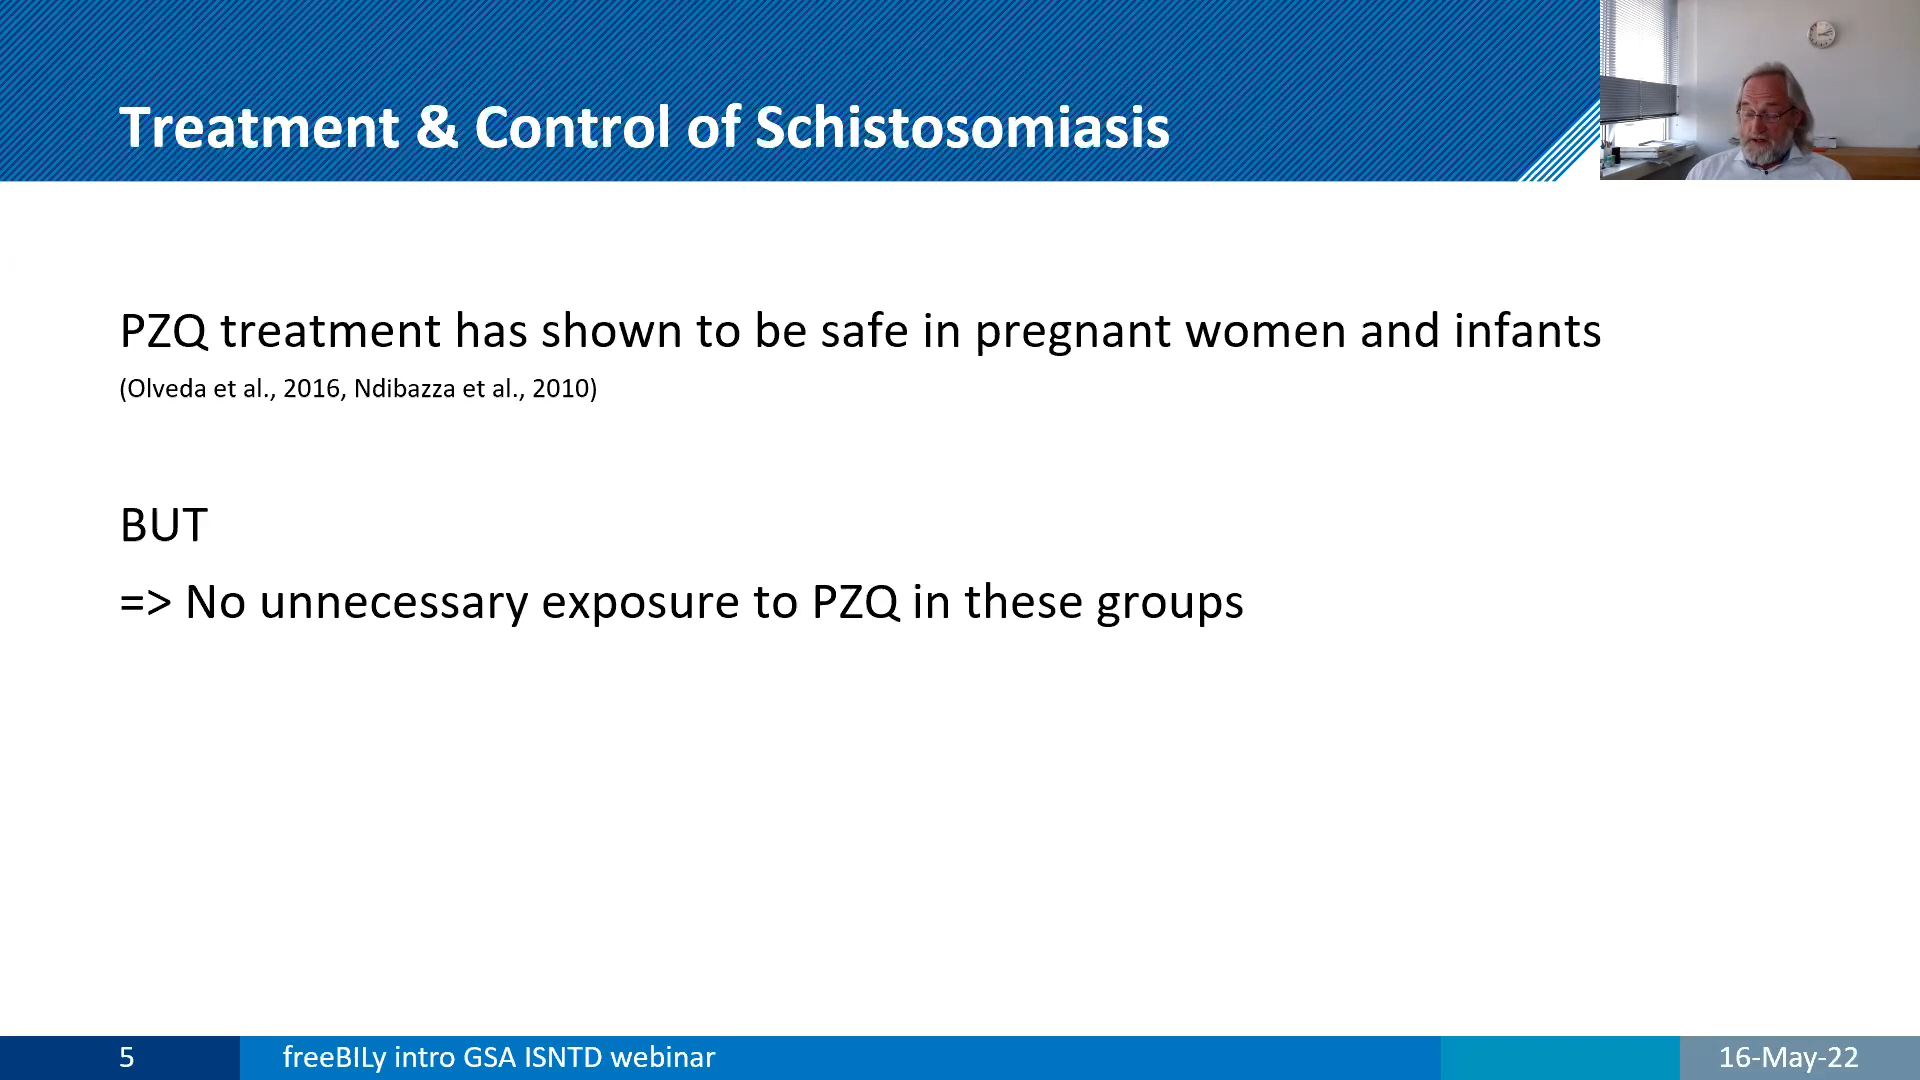 Treatment & Control of Schistosomiasis
PZQ treatment has shown to be safe in pregnant women and infants
(Olveda et al., 2016, Ndibazza et al., 2010)
BUT
=> No unnecessary exposure to PZQ in these groups
5
freeBILy intro GSA ISNTD webinar
16-May-22